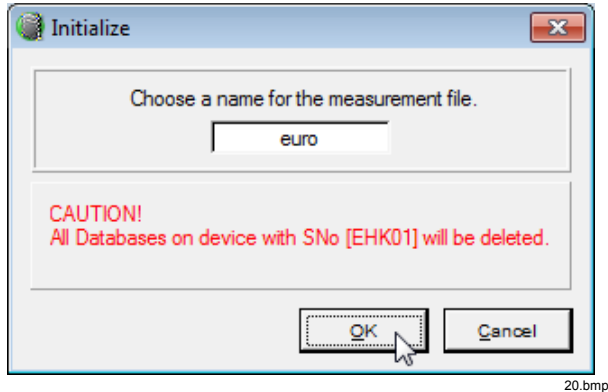 Initialize
Choose a name for the measurement file.
euro
CAUTION!
All Databases on device with SNo [EHK01] will be deleted.
OK
Cancel
20.bmp